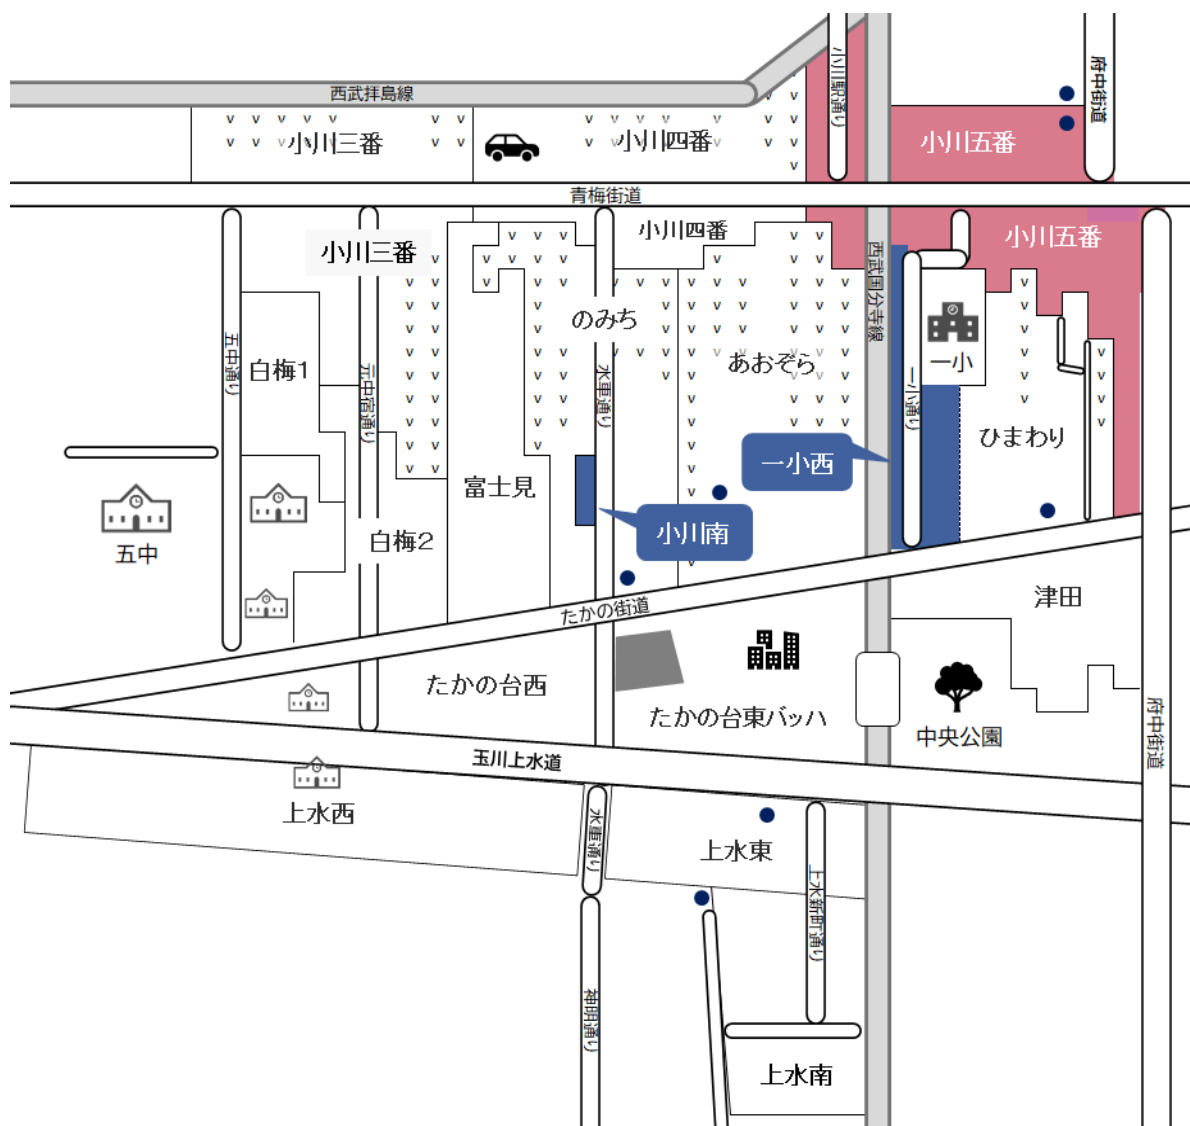 西武拝島線
小川駅通り
府中街道
小川三番
小川四番
小川五番
青梅街道
小川四番
小川五番
小川三番
西武国分寺線
のみち
五中通り
白梅1
元中宿通り
水車通り
あおぞら
一小
一小通り
ひまわり
一小西
富士見
小川南
白梅2
五中
たかの街道
津田
たかの台西
たかの台東バッハ
中央公園
府中街道
玉川上水道
上水西
水車通り
上水東
上水新町通り
神明通り
上水南